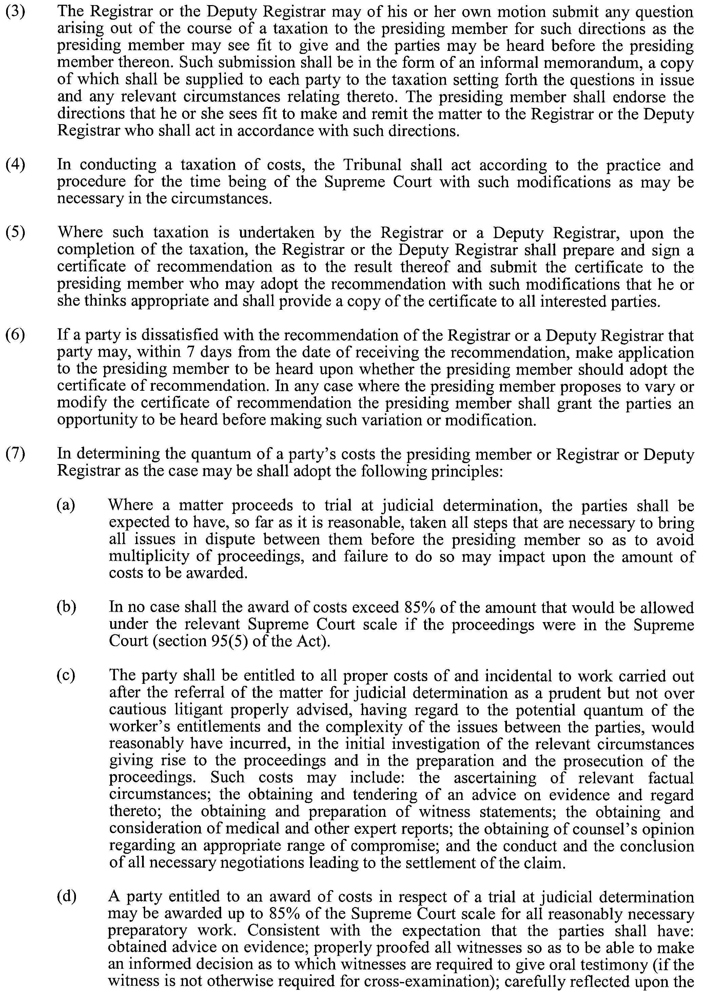 (3) The Registrar or the Deputy Registrar may of his or her own motion submit any question
arising out of the course of a taxation to the presiding member for such directions as the
presiding member may see fit to give and the parties may be heard before the presiding
member thereon. Such submission shall be in the form of an informal memorandum, a copy
of which shall be supplied to each party to the taxation setting forth the questions in issue
and any relevant circumstances relating thereto. The presiding member shall endorse the
directions that he or she sees fit to make and remit the matter to the Registrar or the Deputy
Registrar who shall act in accordance with such directions.
(4) In conducting a taxation of costs, the Tribunal shall act according to the practice and
procedure for the time being of the Supreme Court with such modifications as may be
necessary in the circumstances.
(5) Where such taxation is undertaken by the Registrar or a Deputy Registrar, upon the
completion of the taxation, the Registrar or the Deputy Registrar shall prepare and sign a
certificate of recommendation as to the result thereof and submit the certificate to the
presiding member who may adopt the recommendation with such modifications that he or
she thinks appropriate and shall provide a copy of the certificate to all interested parties.
(6) If a party is dissatisfied with the recommendation of the Registrar or a Deputy Registrar that
party may, within 7 days from the date of receiving the recommendation, make application
to the presiding member to be heard upon whether the presiding member should adopt the
certificate of recommendation. In any case where the presiding member proposes to vary or
modify the certificate of recommendation the presiding member shall grant the parties an
opportunity to be heard before making such variation or modification.
(7) In determining the quantum of a party's costs the presiding member or Registrar or Deputy
Registrar as the case may be shall adopt the following principles:
(a) Where a matter proceeds to trial at judicial determination, the parties shall be
expected to have, so far as it is reasonable, taken all steps that are necessary to bring
all issues in dispute between them before the presiding member so as to avoid
multiplicity of proceedings, and failure to do so may impact upon the amount of
costs to be awarded.
(b) In no case shall the award of costs exceed 85% of the amount that would be allowed
under the relevant Supreme Court scale if the proceedings were in the Supreme
Court (section 95(5) of the Act).
(c) The party shall be entitled to all proper costs of and incidental to work carried out
after the referral of the matter for judicial determination as a prudent but not over
cautious litigant properly advised, having regard to the potential quantum of the
worker's entitlements and the complexity of the issues between the parties, would
reasonably have incurred, in the initial investigation of the relevant circumstances
giving rise to the proceedings and in the preparation and the prosecution of the
proceedings. Such costs may include: the ascertaining of relevant factual
circumstances; the obtaining and tendering of an advice on evidence and regard
thereto; the obtaining and preparation of witness statements; the obtaining and
consideration of medical and other expert reports; the obtaining of counsel's opinion
regarding an appropriate range of compromise; and the conduct and the conclusion
of all necessary negotiations leading to the settlement of the claim.
(d) A party entitled to an award of costs in respect of a trial at judicial determination
may be awarded up to 85% of the Supreme Court scale for all reasonably necessary
preparatory work. Consistent with the expectation that the parties shall have:
obtained advice on evidence; properly proofed all witnesses so as to be able to make
an informed decision as to which witnesses are required to give oral testimony (if the
witness is not otherwise required for cross-examination); carefully reflected upon the